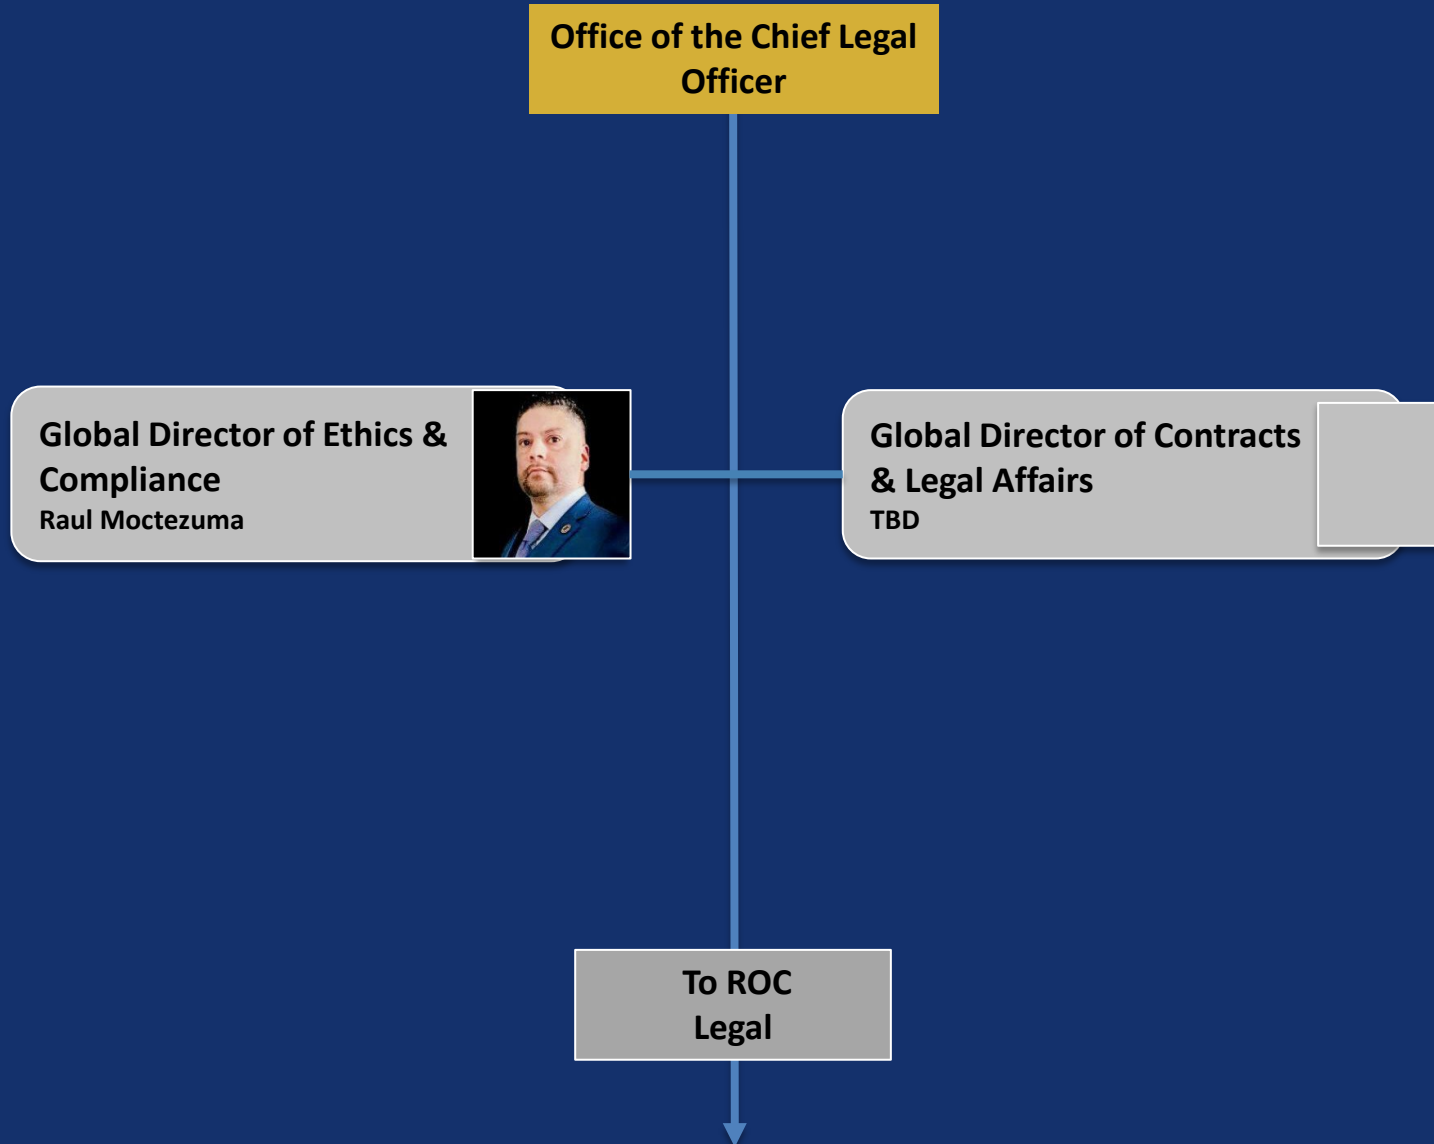 Office of the Chief Legal
Officer
Global Director of Ethics &
Compliance
Raul Moctezuma
Global Director of Contracts
& Legal Affairs
TBD
To ROC
Legal